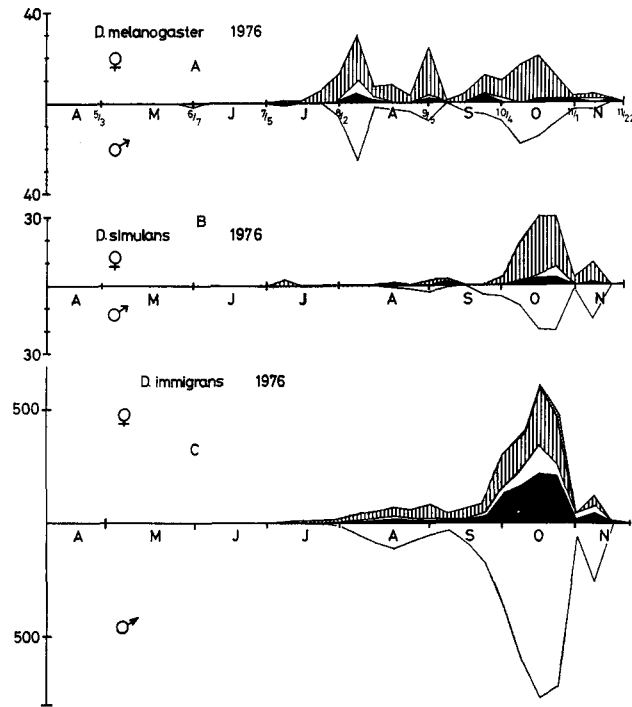 40
D. melanogaster 1976
♀ A
A 5/3 M 6/7 J 7/5 J 8/2 A 9/5 S 10/4 O 11/1 N 11/22
♂
40
30
B
D. simulans 1976
♀
A M J J A S O N
♂
30
D. immigrans 1976
500
♀
C
A M J J A S O N
500 ♂